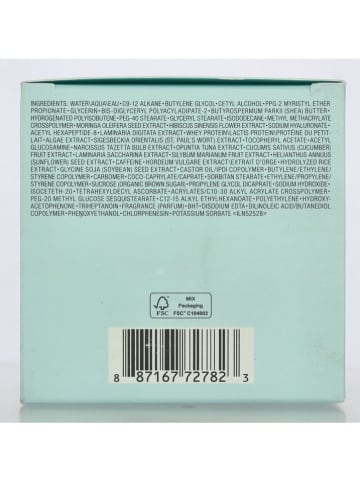 INGREDIENTS: WATER\AQUA\EAU•C9-12 ALKANE•BUTYLENE GLYCOL•CETYL ALCOHOL•PPG-2 MYRISTYL ETHER
PROPIONATE•GLYCERIN•BIS-DIGLYCERYL POLYACYLADIPATE-2•BUTYROSPERMUM PARKII (SHEA) BUTTER•
HYDROGENATED POLYISOBUTENE•PEG-40 STEARATE•GLYCERYL STEARATE•ISODODECANE•METHYL METHACRYLATE
CROSSPOLYMER•MORINGA OLEIFERA SEED EXTRACT•HIBISCUS SINENSIS FLOWER EXTRACT•SODIUM HYALURONATE•
ACETYL HEXAPEPTIDE-8•LAMINARIA DIGITATA EXTRACT•WHEY PROTEIN\LACTIS PROTEIN\PROTÉINE DU PETIT-
LAIT•ALGAE EXTRACT•SIGESBECKIA ORIENTALIS (ST. PAUL'S WORT) EXTRACT•TOCOPHERYL ACETATE•ACETYL
GLUCOSAMINE•NARCISSUS TAZETTA BULB EXTRACT•OPUNTIA TUNA EXTRACT•CUCUMIS SATIVUS (CUCUMBER)
FRUIT EXTRACT•LAMINARIA SACCHARINA EXTRACT•SILYBUM MARIANUM FRUIT EXTRACT•HELIANTHUS ANNUUS
(SUNFLOWER) SEED EXTRACT•CAFFEINE•HORDEUM VULGARE EXTRACT\EXTRAIT D'ORGE•HYDROLYZED RICE
EXTRACT•GLYCINE SOJA (SOYBEAN) SEED EXTRACT•CASTOR OIL/IPDI COPOLYMER•BUTYLENE/ETHYLENE/
STYRENE COPOLYMER•CARBOMER•COCO-CAPRYLATE/CAPRATE•SORBITAN STEARATE•ETHYLENE/PROPYLENE/
STYRENE COPOLYMER•SUCROSE (ORGANIC BROWN SUGAR)•PROPYLENE GLYCOL DICAPRATE•SODIUM HYDROXIDE•
ISOCETETH-20•TETRAHEXYLDECYL ASCORBATE•ACRYLATES/C10-30 ALKYL ACRYLATE CROSSPOLYMER•
PEG-20 METHYL GLUCOSE SESQUISTEARATE•C12-15 ALKYL ETHYLHEXANOATE•POLYETHYLENE•HYDROXY-
ACETOPHENONE•TRIHEPTANOIN•FRAGRANCE (PARFUM)•BHT•DISODIUM EDTA•DILINOLEIC ACID/BUTANEDIOL
COPOLYMER•PHENOXYETHANOL•CHLORPHENESIN•POTASSIUM SORBATE <ILN52528>
FSC
MIX
Packaging
FSC® C104992
8 87167 72782 3